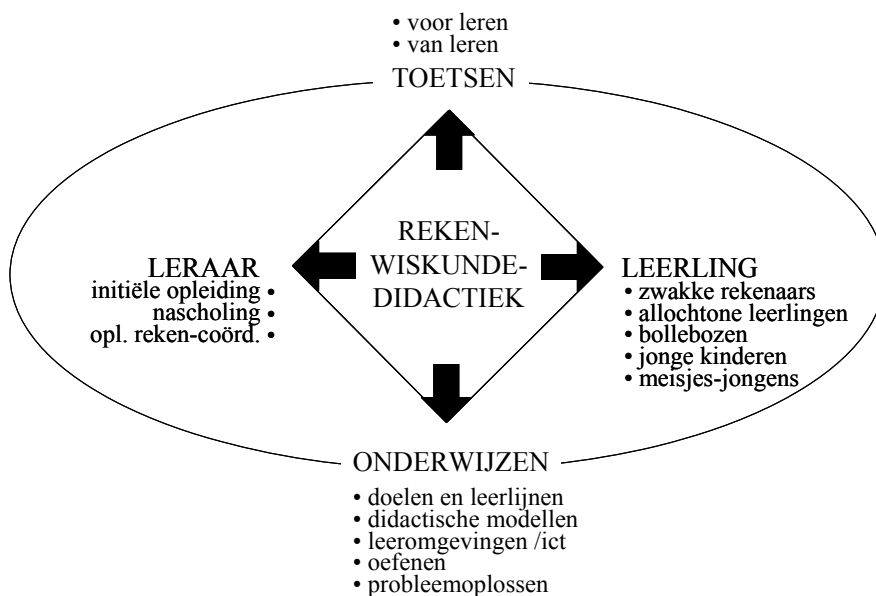 • voor leren
• van leren
TOETSEN
REKEN-
WISKUNDE-
DIDACTIEK
LERAAR
initiële opleiding •
nascholing •
opl. reken-coörd. •
LEERLING
• zwakke rekenaars
• allochtone leerlingen
• bollebozen
• jonge kinderen
• meisjes-jongens
ONDERWIJZEN
• doelen en leerlijnen
• didactische modellen
• leeromgevingen /ict
• oefenen
• probleemoplossen